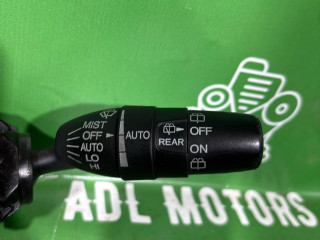 MIST
OFF
AUTO
LO
HI
AUTO
REAR
OFF
ON
ADL MOTORS